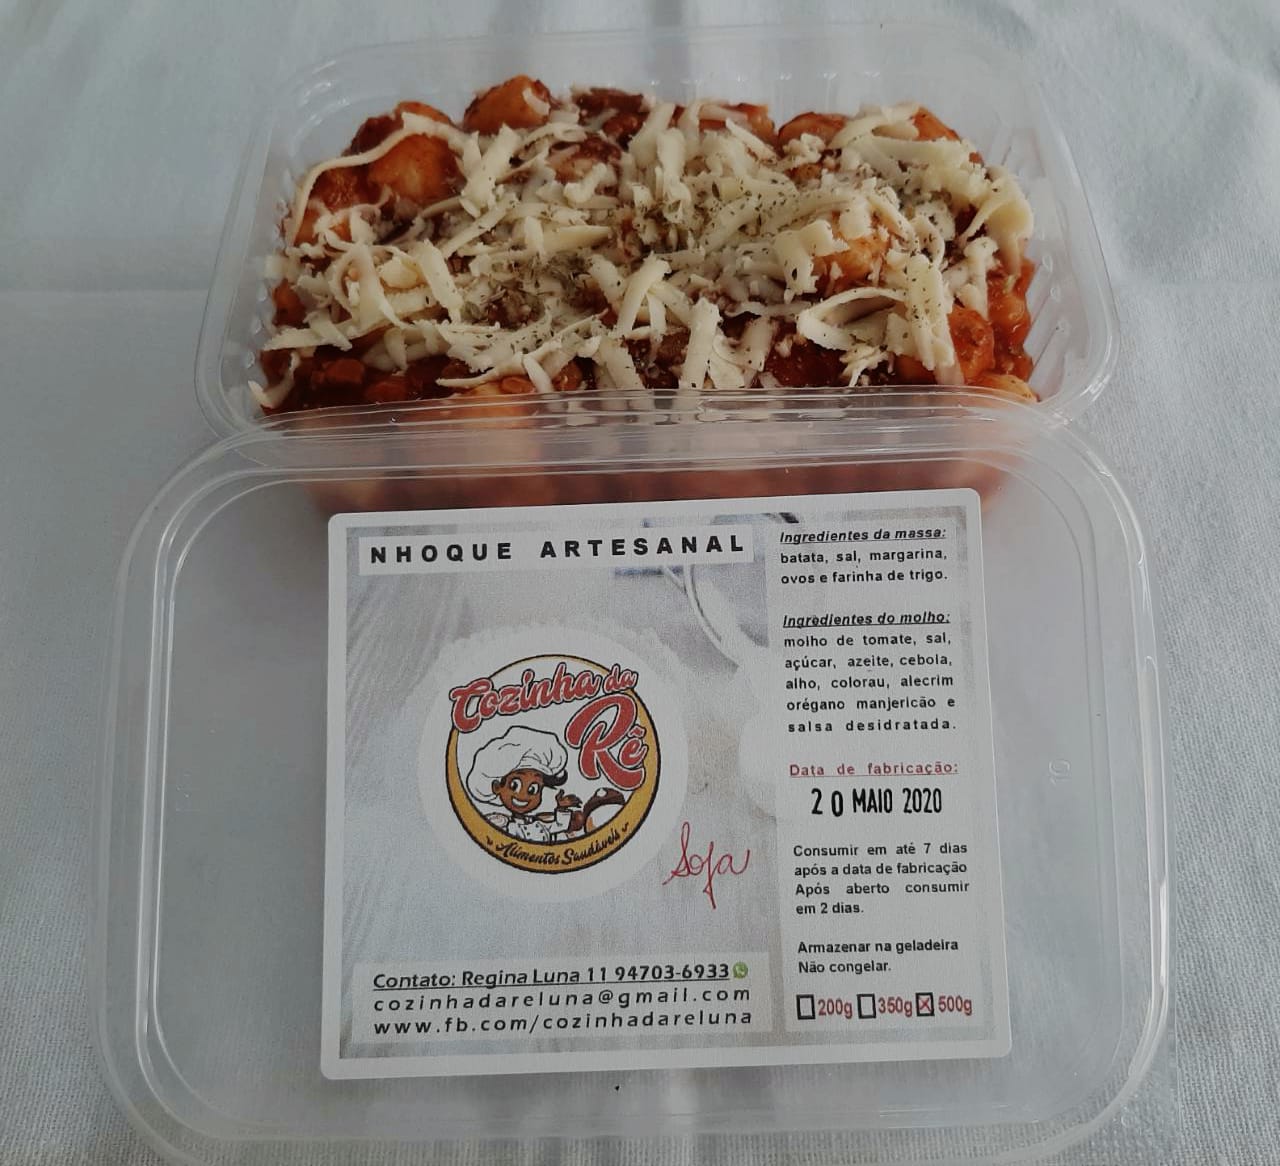 NHOQUE ARTESANAL
Cozinha da
Rê
Alimentos Saudáveis
Soja
Contato: Regina Luna 11 94703-6933
cozinhadareluna@gmail.com
www.fb.com/cozinhadareluna
Ingredientes da massa:
batata, sal, margarina,
ovos e farinha de trigo.
Ingredientes do molho:
molho de tomate, sal,
açúcar, azeite, cebola,
alho, colorau, alecrim
orégano manjericão e
salsa desidratada.
Data de fabricação:
20 MAIO 2020
Consumir em até 7 dias
após a data de fabricação
Após aberto consumir
em 2 dias.
Armazenar na geladeira
Não congelar.
200g 350g 500g
10